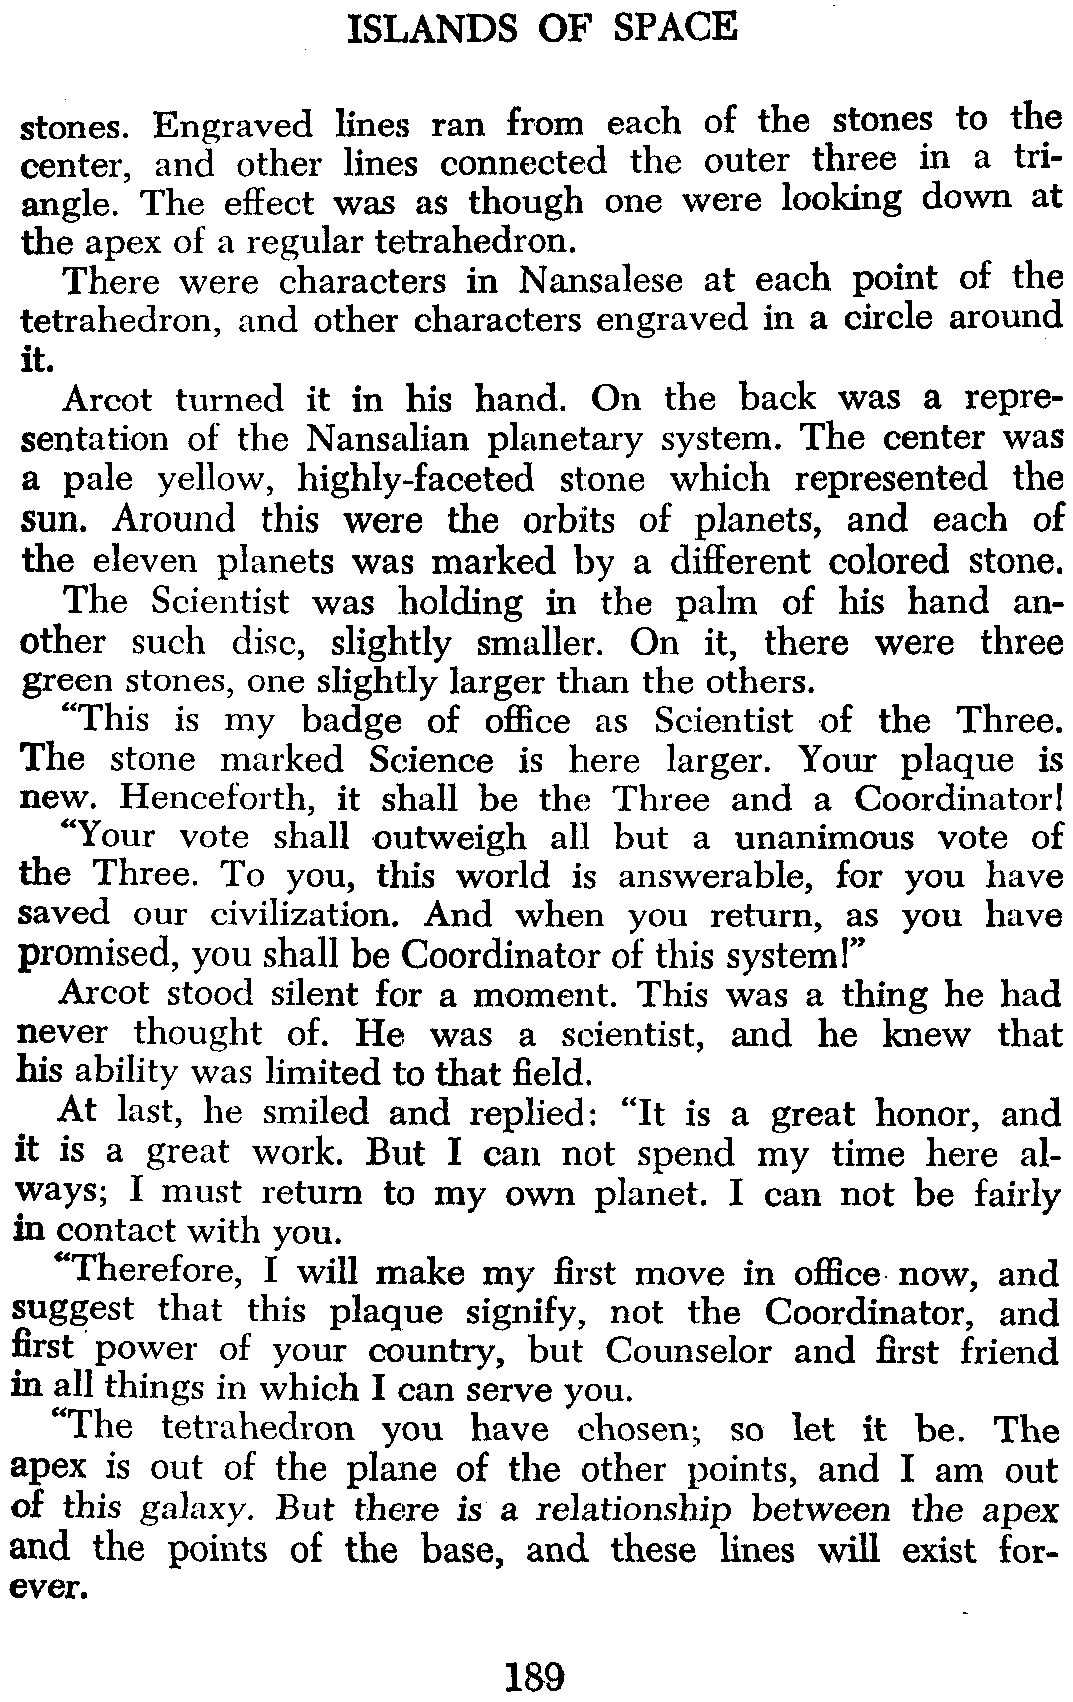 ISLANDS OF SPACE
stones. Engraved lines ran from each of the stones to the
center, and other lines connected the outer three in a tri-
angle. The effect was as though one were looking down at
the apex of a regular tetrahedron.
There were characters in Nansalese at each point of the
tetrahedron, and other characters engraved in a circle around
it.
Arcot turned it in his hand. On the back was a repre-
sentation of the Nansalian planetary system. The center was
a pale yellow, highly-faceted stone which represented the
sun. Around this were the orbits of planets, and each of
the eleven planets was marked by a different colored stone.
The Scientist was holding in the palm of his hand an-
other such disc, slightly smaller. On it, there were three
green stones, one slightly larger than the others.
“This is my badge of office as Scientist of the Three.
The stone marked Science is here larger. Your plaque is
new. Henceforth, it shall be the Three and a Coordinator!
“Your vote shall outweigh all but a unanimous vote of
the Three. To you, this world is answerable, for you have
saved our civilization. And when you return, as you have
promised, you shall be Coordinator of this system!”
Arcot stood silent for a moment. This was a thing he had
never thought of. He was a scientist, and he knew that
his ability was limited to that field.
At last, he smiled and replied: “It is a great honor, and
it is a great work. But I can not spend my time here al-
ways; I must return to my own planet. I can not be fairly
in contact with you.
“Therefore, I will make my first move in office now, and
suggest that this plaque signify, not the Coordinator, and
first power of your country, but Counselor and first friend
in all things in which I can serve you.
“The tetrahedron you have chosen; so let it be. The
apex is out of the plane of the other points, and I am out
of this galaxy. But there is a relationship between the apex
and the points of the base, and these lines will exist for-
ever.
189